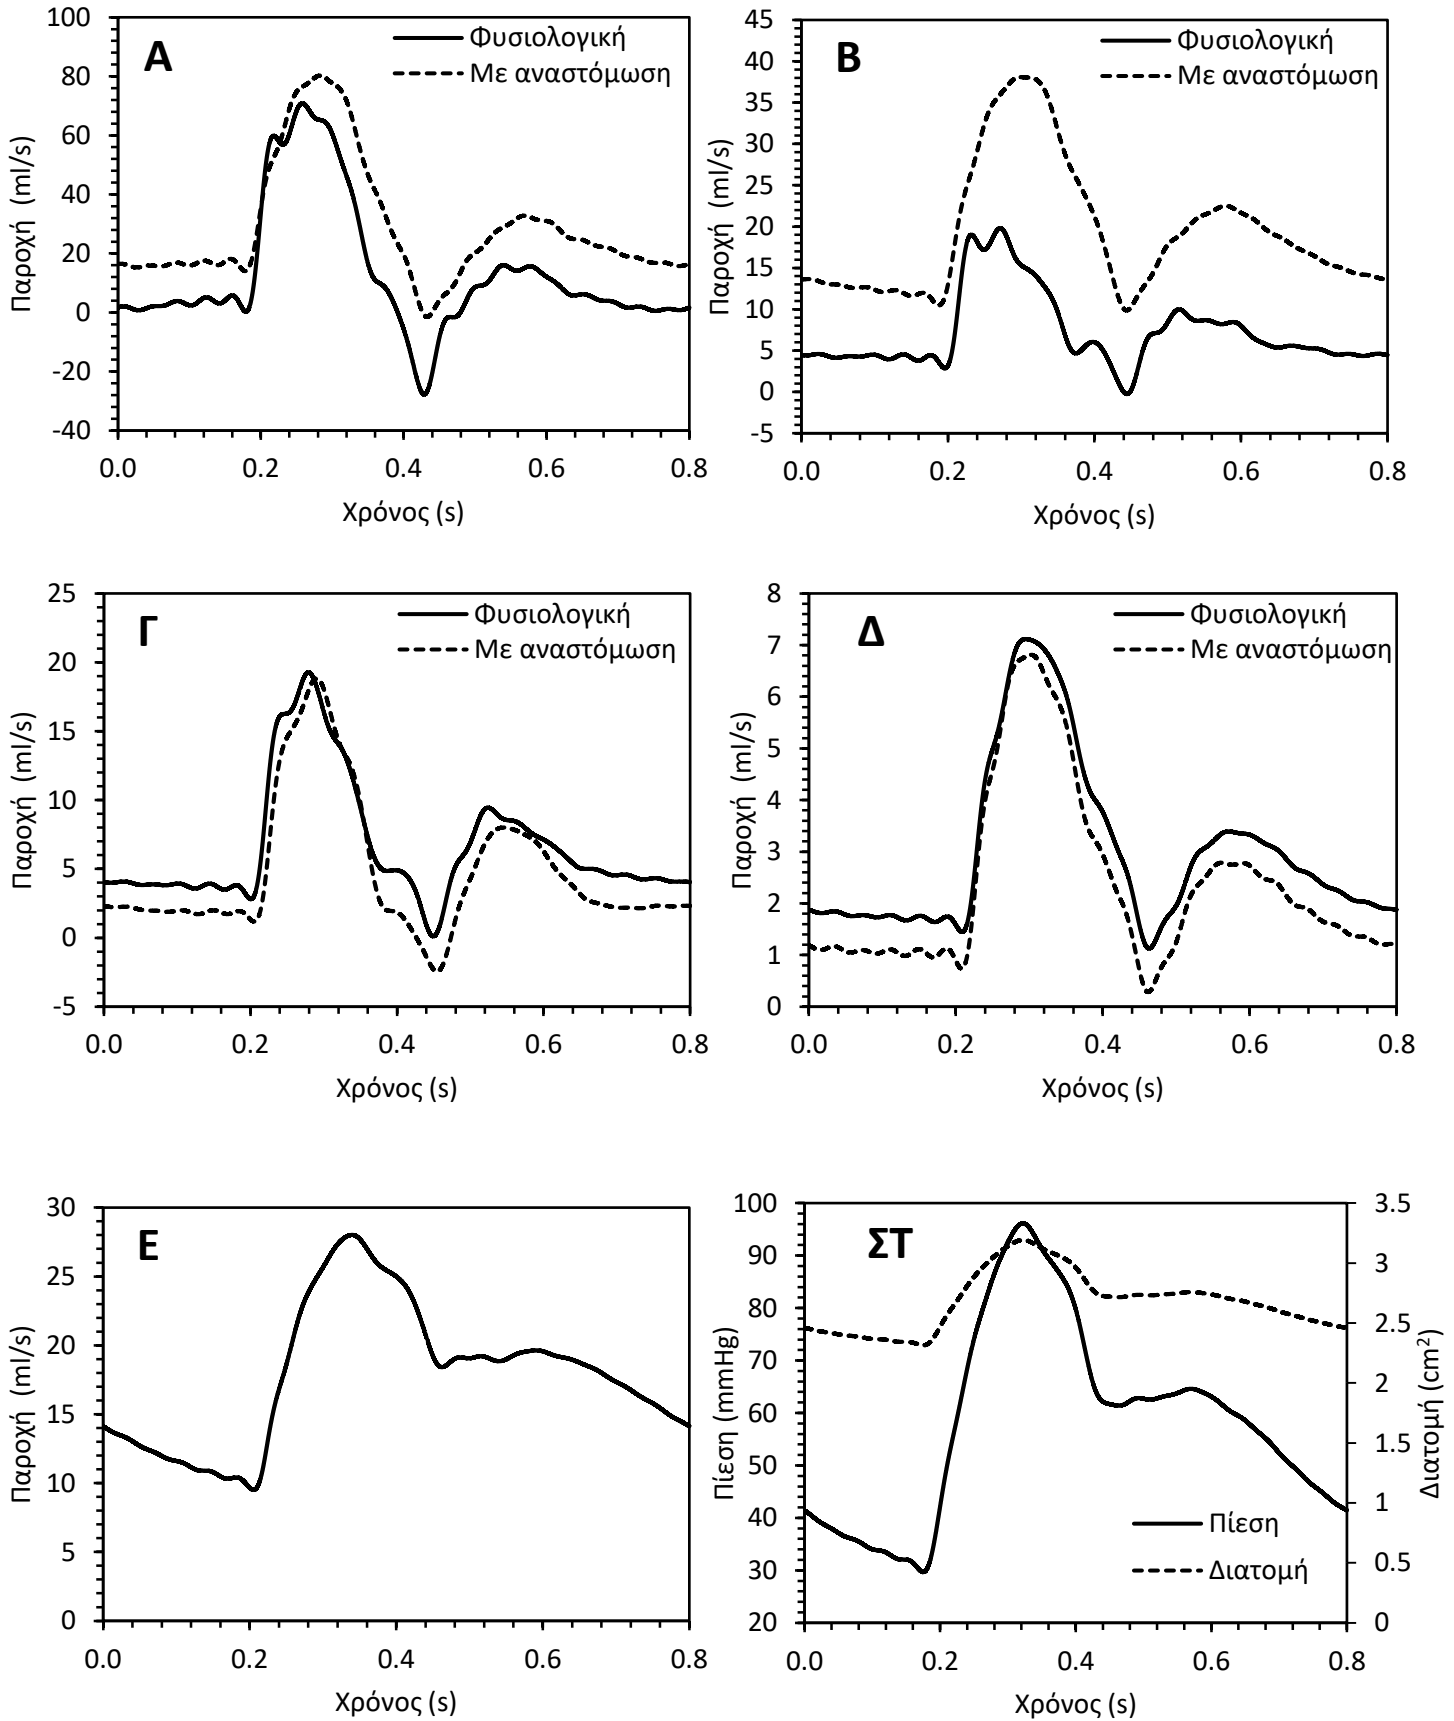 A
Φυσιολογική
Με αναστόμωση
Παροχή (ml/s)
100
80
60
40
20
0
-20
-40
0.0 0.2 0.4 0.6 0.8
Χρόνος (s)
B
Φυσιολογική
Με αναστόμωση
Παροχή (ml/s)
45
40
35
30
25
20
15
10
5
0
-5
0.0 0.2 0.4 0.6 0.8
Χρόνος (s)
Γ
Φυσιολογική
Με αναστόμωση
Παροχή (ml/s)
25
20
15
10
5
0
-5
0.0 0.2 0.4 0.6 0.8
Χρόνος (s)
Δ
Φυσιολογική
Με αναστόμωση
Παροχή (ml/s)
8
7
6
5
4
3
2
1
0
0.0 0.2 0.4 0.6 0.8
Χρόνος (s)
Ε
Παροχή (ml/s)
30
25
20
15
10
5
0
0.0 0.2 0.4 0.6 0.8
Χρόνος (s)
ΣΤ
Πίεση (mmHg)
100
90
80
70
60
50
40
30
20
Πίεση
Διατομή
3.5
3
2.5
2
1.5
1
0.5
0
Διατομή (cm²)
0.0 0.2 0.4 0.6 0.8
Χρόνος (s)